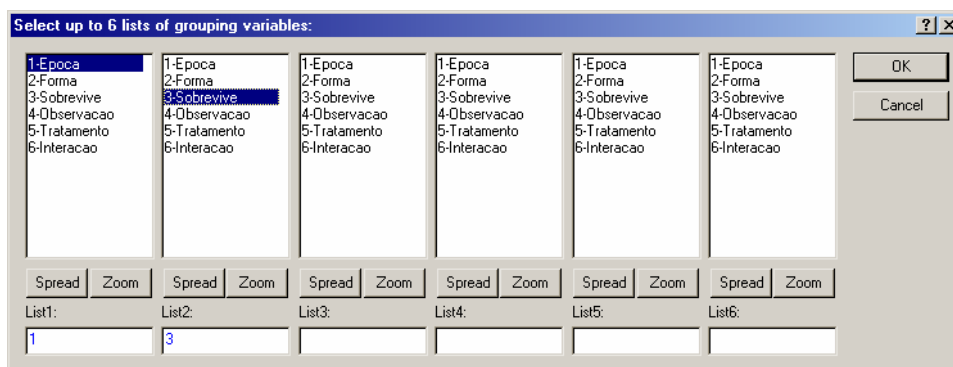 Select up to 6 lists of grouping variables:
? ×
1-Epoca
2-Forma
3-Sobrevive
4-Observacao
5-Tratamento
6-Interacao
1-Epoca
2-Forma
3-Sobrevive
4-Observacao
5-Tratamento
6-Interacao
1-Epoca
2-Forma
3-Sobrevive
4-Observacao
5-Tratamento
6-Interacao
1-Epoca
2-Forma
3-Sobrevive
4-Observacao
5-Tratamento
6-Interacao
1-Epoca
2-Forma
3-Sobrevive
4-Observacao
5-Tratamento
6-Interacao
1-Epoca
2-Forma
3-Sobrevive
4-Observacao
5-Tratamento
6-Interacao
OK
Cancel
Spread Zoom Spread Zoom Spread Zoom Spread Zoom Spread Zoom Spread Zoom
List1: List2: List3: List4: List5: List6:
1 3